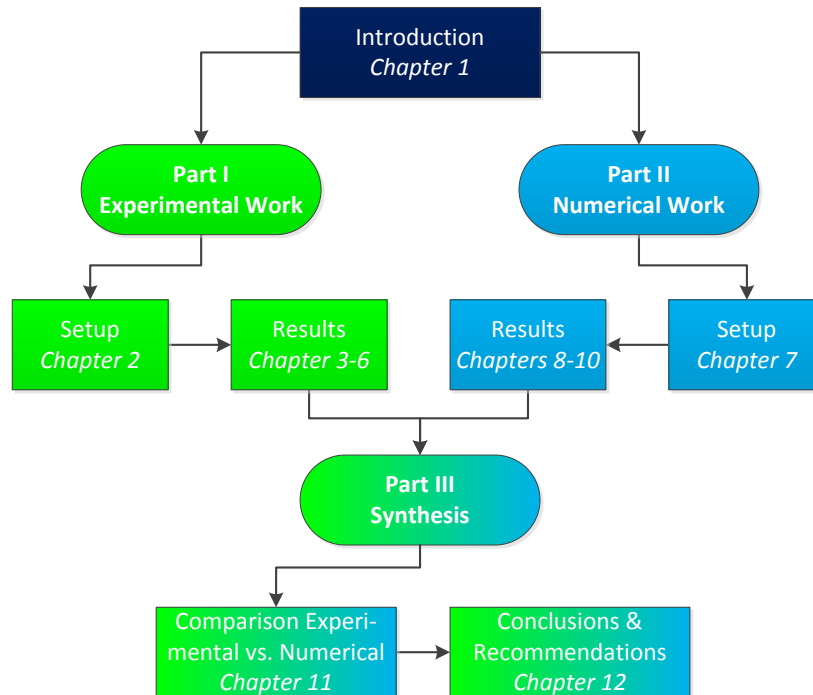 Introduction
Chapter 1
Part I
Experimental Work
Part II
Numerical Work
Setup
Chapter 2
Results
Chapter 3-6
Results
Chapters 8-10
Setup
Chapter 7
Part III
Synthesis
Comparison Experi-
mental vs. Numerical
Chapter 11
Conclusions &
Recommendations
Chapter 12